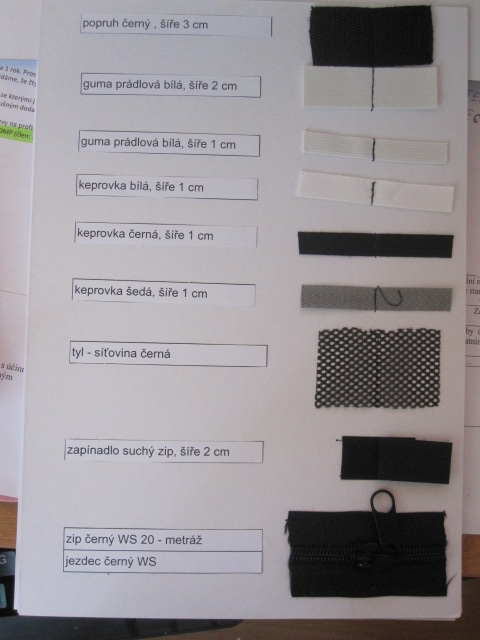 popruh černý , šíře 3 cm
guma prádlová bílá, šíře 2 cm
guma prádlová bílá, šíře 1 cm
keprovka bílá, šíře 1 cm
keprovka černá, šíře 1 cm
keprovka šedá, šíře 1 cm
tyl - síťovina černá
zapínadlo suchý zip, šíře 2 cm
zip černý WS 20 - metráž
jezdec černý WS